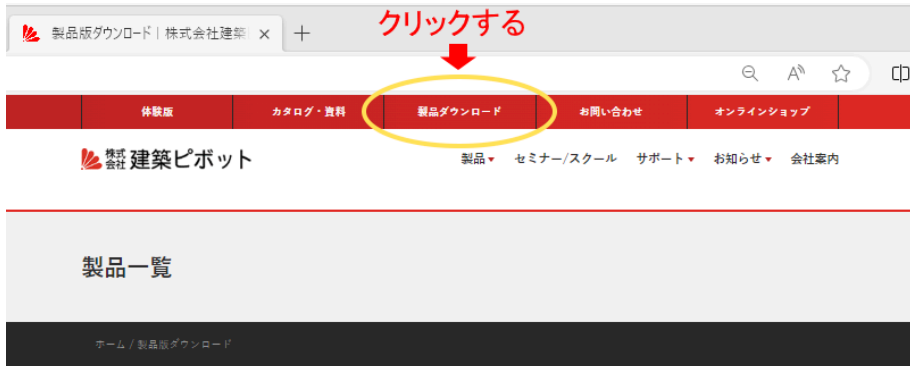 クリックする
製品版ダウンロード｜株式会社建築
体験版
カタログ・資料
製品ダウンロード
お問い合わせ
オンラインショップ
株式会社 建築ピボット
製品▼ セミナー/スクール サポート▼ お知らせ▼ 会社案内
製品一覧
ホーム / 製品版ダウンロード